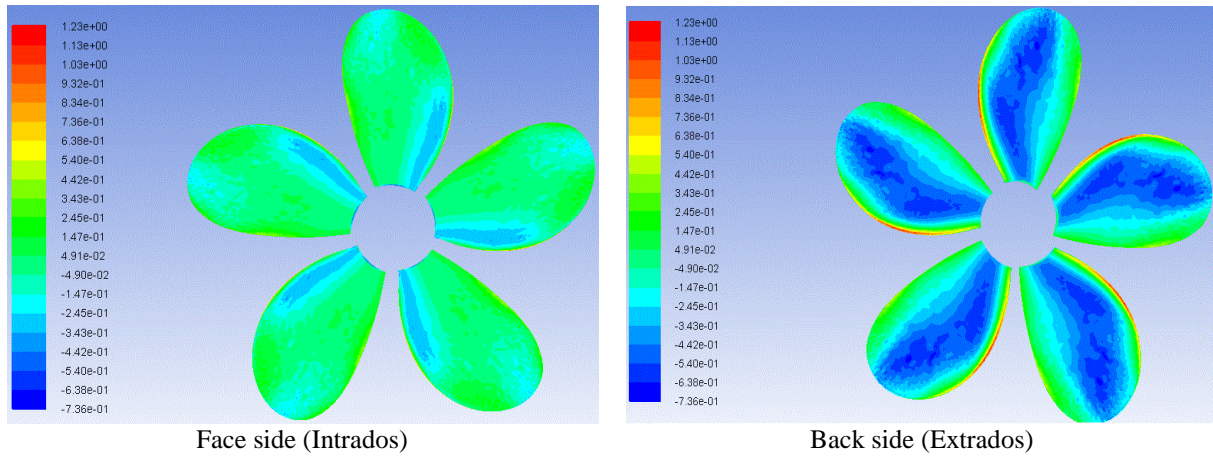 1.23e+00
1.13e+00
1.03e+00
9.32e-01
8.34e-01
7.36e-01
6.38e-01
5.40e-01
4.42e-01
3.43e-01
2.45e-01
1.47e-01
4.91e-02
-4.90e-02
-1.47e-01
-2.45e-01
-3.43e-01
-4.42e-01
-5.40e-01
-6.38e-01
-7.36e-01
Face side (Intrados)
1.23e+00
1.13e+00
1.03e+00
9.32e-01
9.34e-01
7.36e-01
6.38e-01
5.40e-01
4.42e-01
3.43e-01
2.45e-01
1.47e-01
4.91e-02
-4.90e-02
-1.47e-01
-2.45e-01
-3.43e-01
-4.42e-01
-5.40e-01
-6.38e-01
-7.36e-01
Back side (Extrados)